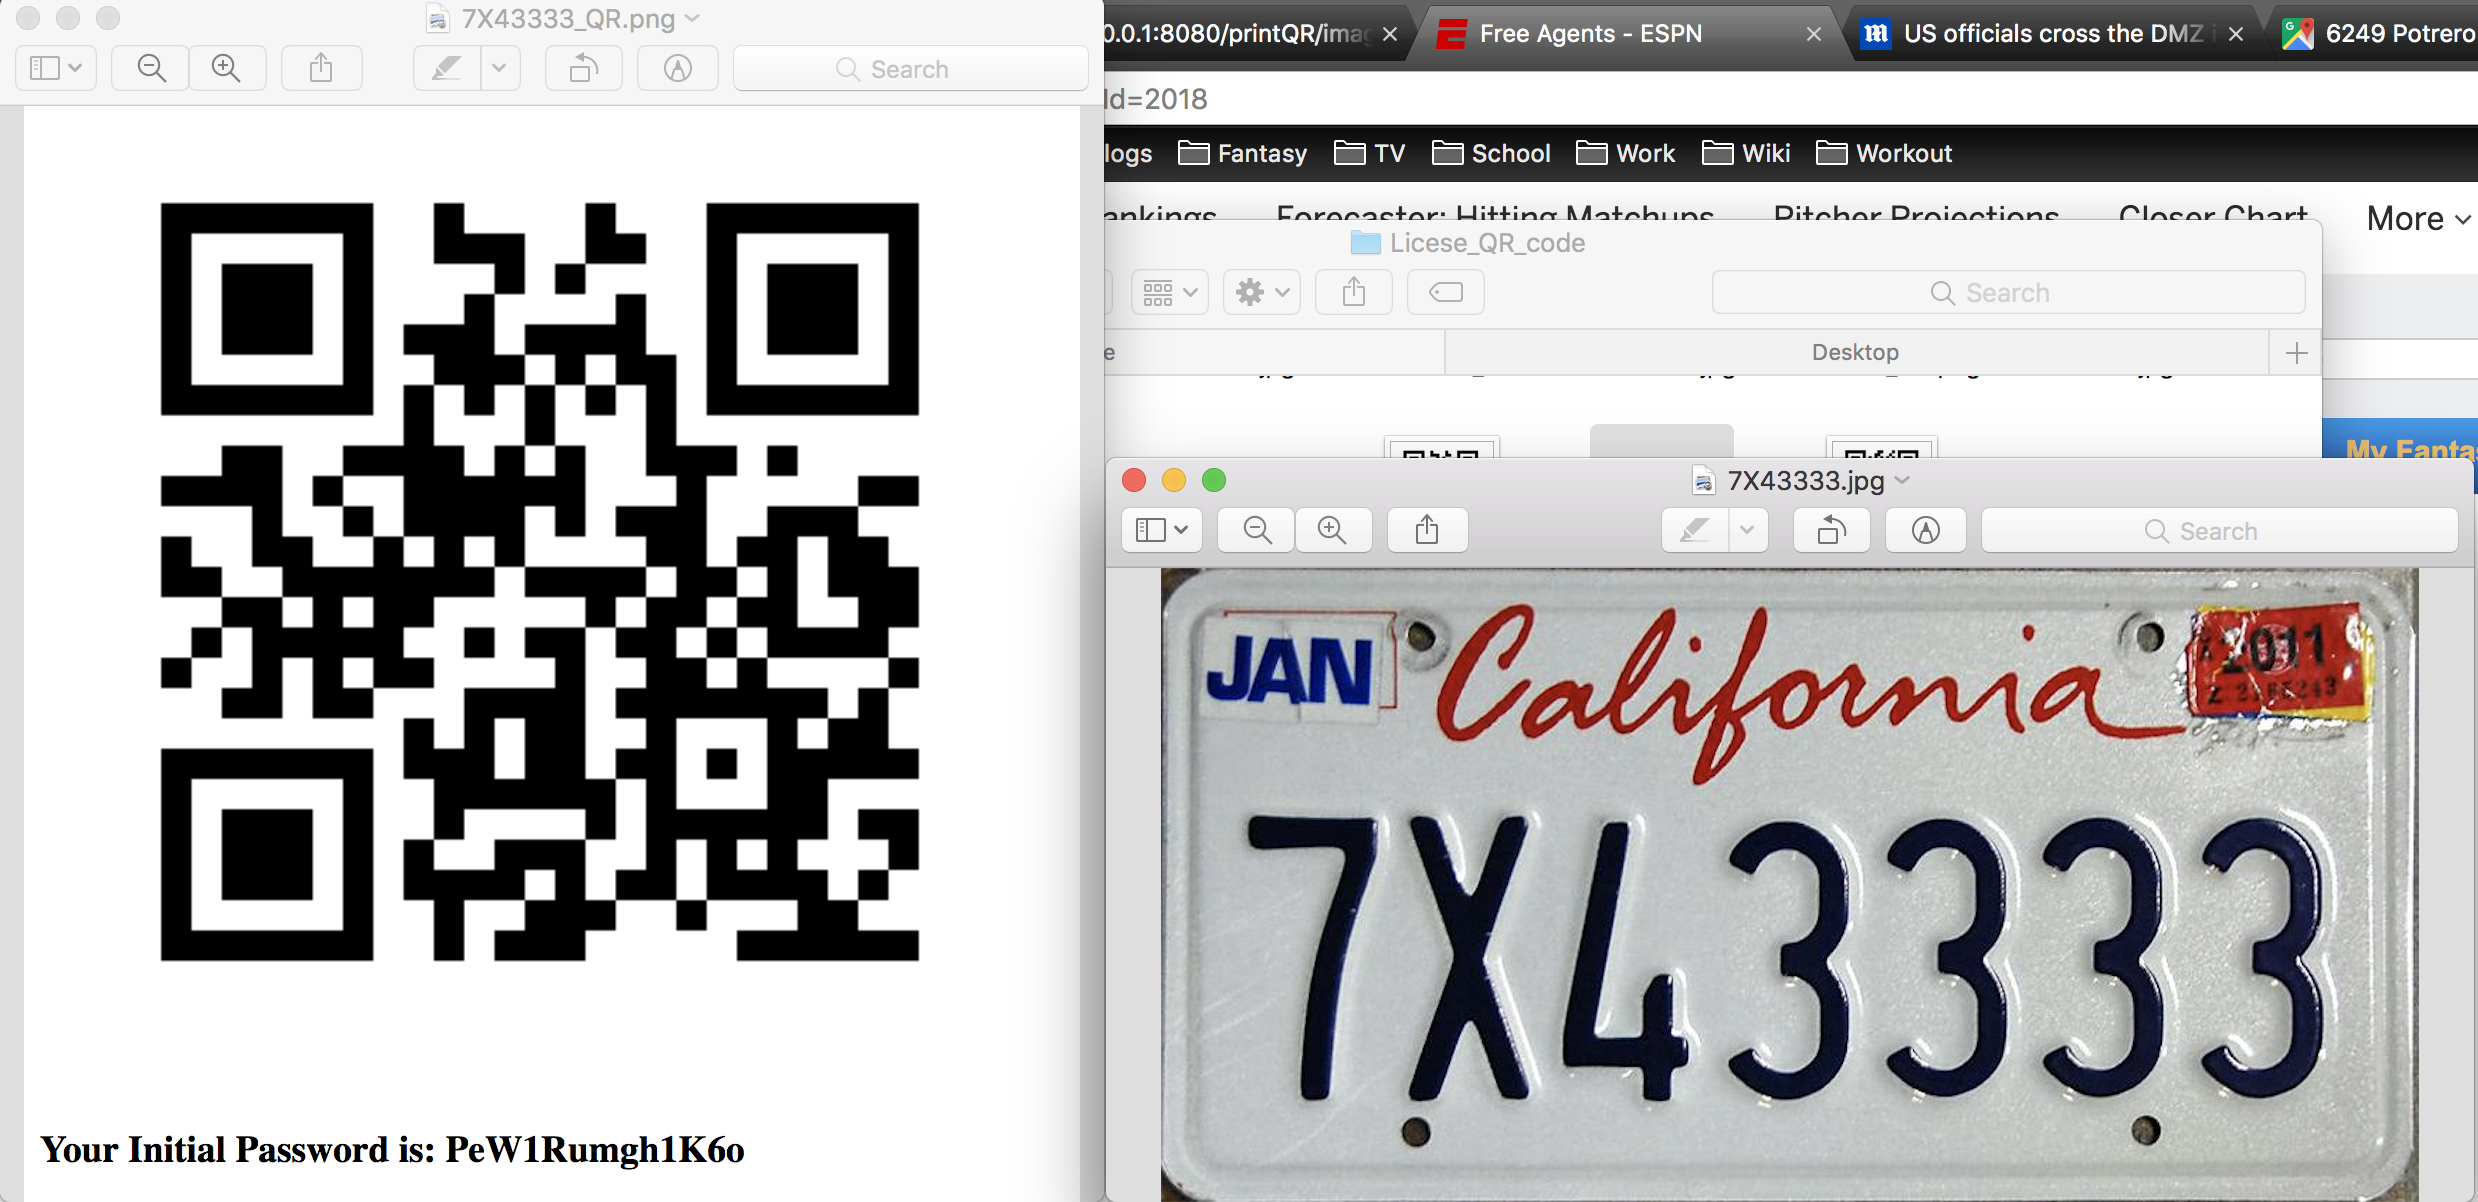 7X43333_QR.png
Search
Your Initial Password is: PeW1Rumgh1K6o
0.0.1:8080/printQR/imag
Free Agents - ESPN
US officials cross the DMZ i
6249 Potrero
Id=2018
logs
Fantasy
TV
School
Work
Wiki
Workout
ankings
Forecaster: Hitting Matchups
Pitcher Projections
Closer Chart
More
Licese_QR_code
Search
e
Desktop
My Fanta
7X43333.jpg
Search
JAN
California
2011
7X43333